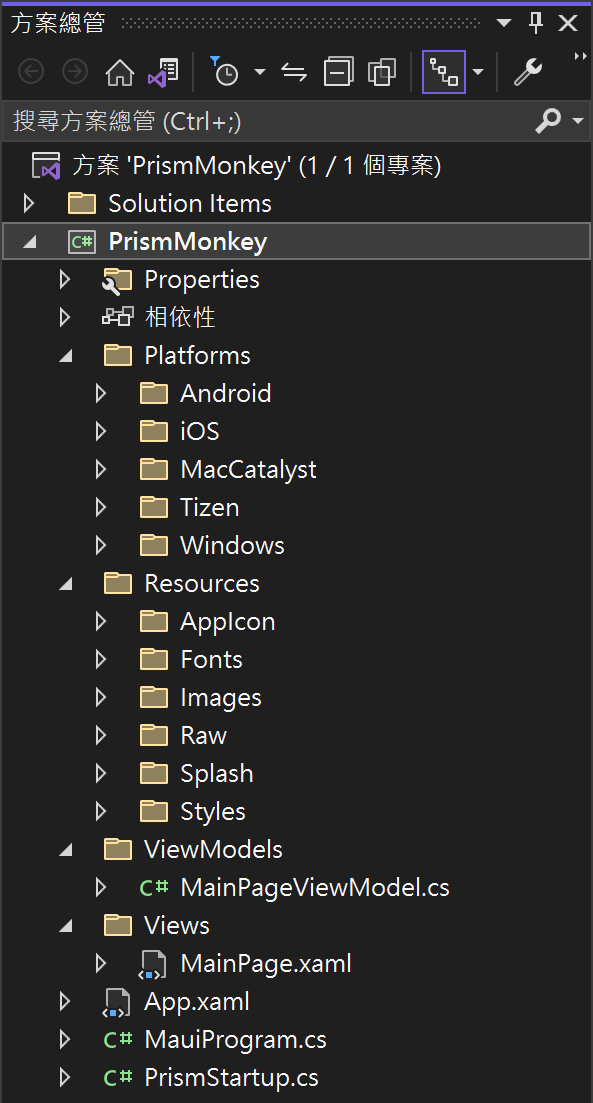 方案總管
搜尋方案總管 (Ctrl+;)
方案 'PrismMonkey' (1 / 1 個專案)
Solution Items
C# PrismMonkey
Properties
相依性
Platforms
Android
iOS
MacCatalyst
Tizen
Windows
Resources
AppIcon
Fonts
Images
Raw
Splash
Styles
ViewModels
C# MainPageViewModel.cs
Views
MainPage.xaml
App.xaml
C# MauiProgram.cs
C# PrismStartup.cs